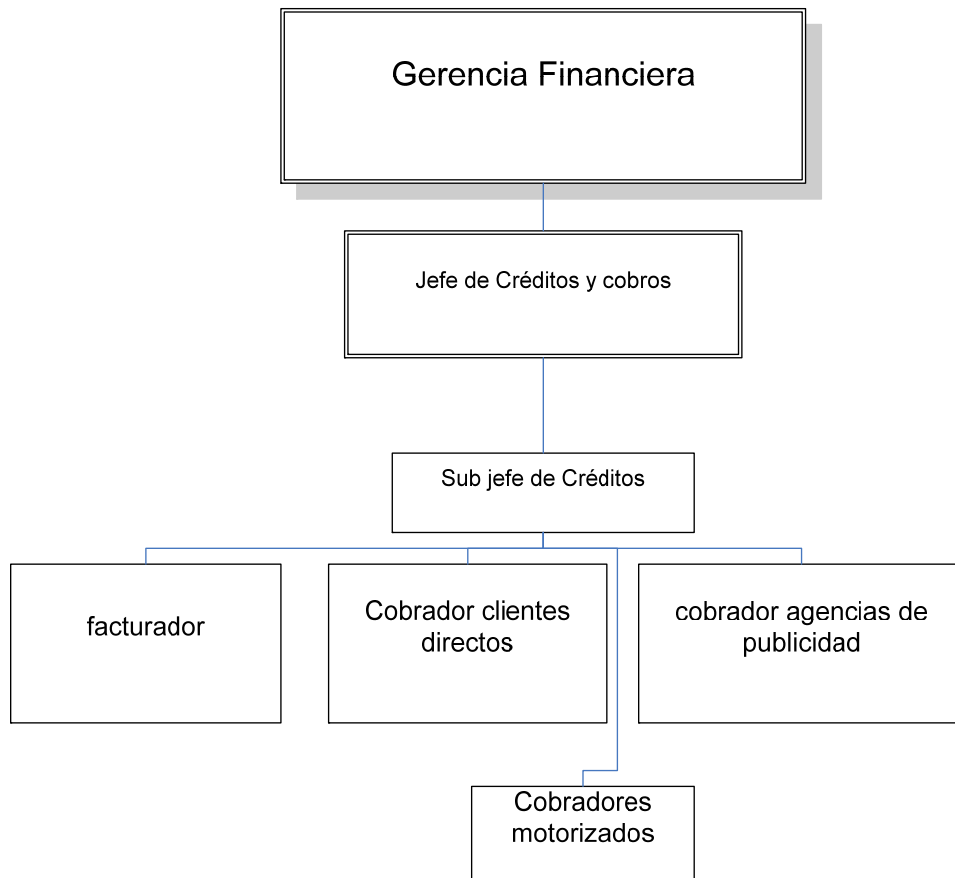 Gerencia Financiera
Jefe de Créditos y cobros
Sub jefe de Créditos
facturador
Cobrador clientes
directos
cobrador agencias de
publicidad
Cobradores
motorizados